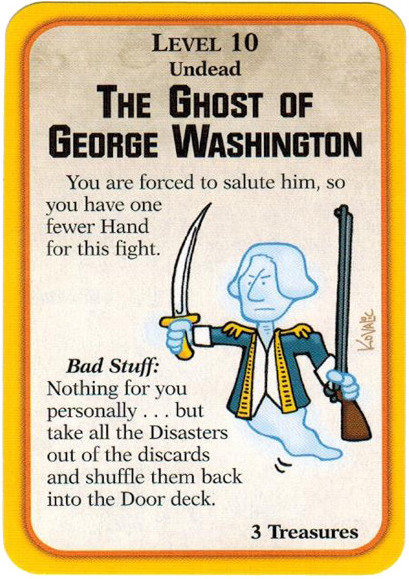 LEVEL 10
Undead
THE GHOST OF
GEORGE WASHINGTON
You are forced to salute him, so
you have one
fewer Hand
for this fight.
KOVALIC
Bad Stuff:
Nothing for you
personally . . . but
take all the Disasters
out of the discards
and shuffle them back
into the Door deck.
3 Treasures